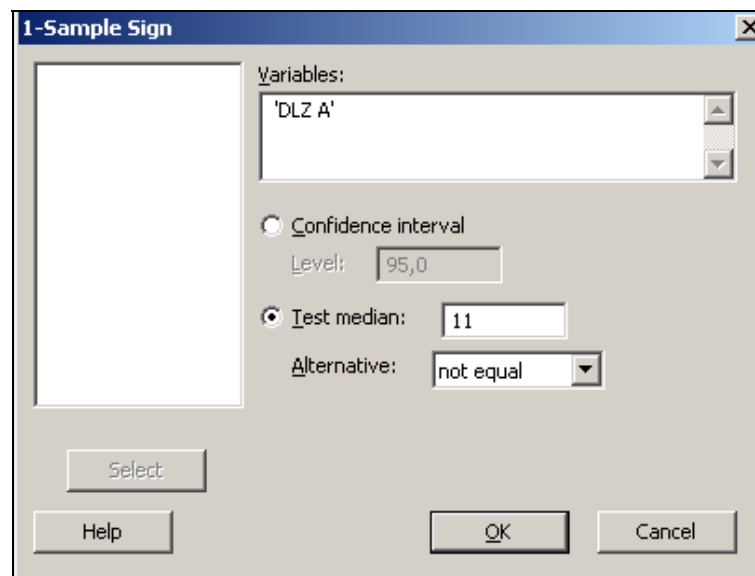 1-Sample Sign
Variables:
'DLZ A'
Confidence interval
Level: 95,0
Test median: 11
Alternative: not equal
Select
Help OK Cancel